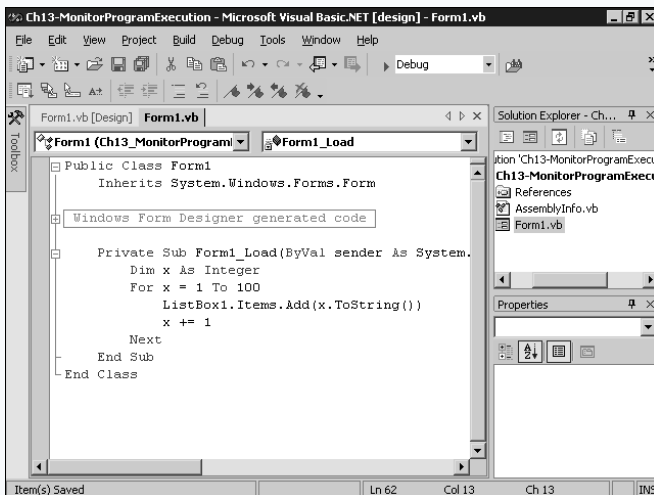 Ch13-MonitorProgramExecution - Microsoft Visual Basic.NET [design] - Form1.vb
File Edit View Project Build Debug Tools Window Help
Debug
Form1.vb [Design] Form1.vb
Form1 (Ch13_MonitorProgram Form1_Load
Toolbox
Public Class Form1
Inherits System.Windows.Forms.Form
Windows Form Designer generated code
Private Sub Form1_Load(ByVal sender As System.
Dim x As Integer
For x = 1 To 100
ListBox1.Items.Add(x.ToString())
x += 1
Next
End Sub
End Class
Solution Explorer - Ch...
ution 'Ch13-MonitorProgramExecu
Ch13-MonitorProgramExecu
References
AssemblyInfo.vb
Form1.vb
Properties
Item(s) Saved Ln 62 Col 13 Ch 13 INS